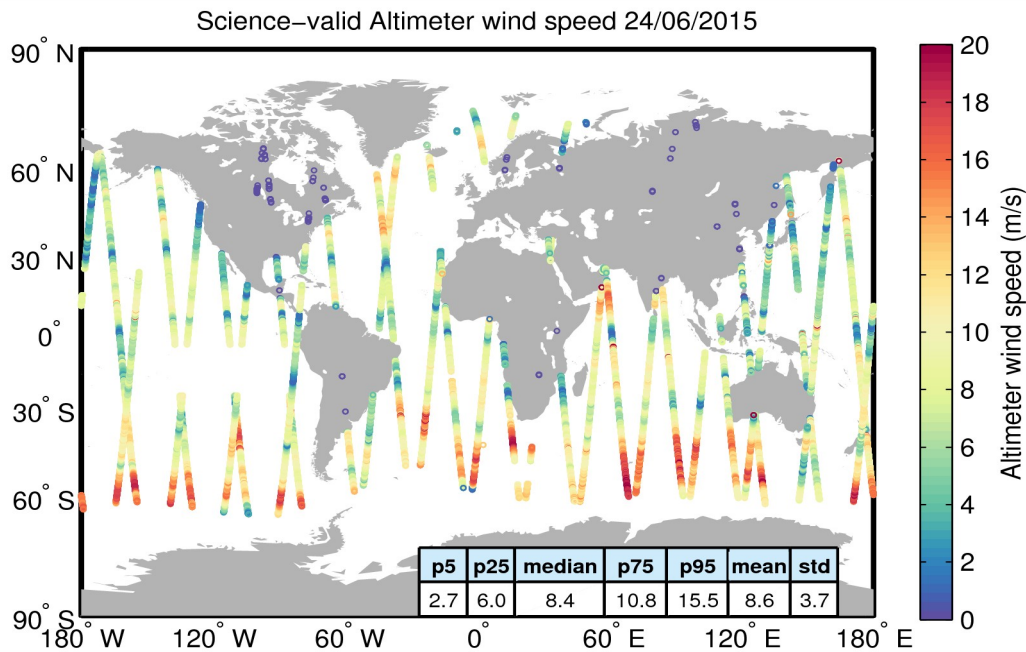 Science−valid Altimeter wind speed 24/06/2015
90° N
60° N
30° N
0°
30° S
60° S
90° S
180° W
120° W
60° W
0°
60° E
120° E
180° E
p5 p25 median p75 p95 mean std
2.7 6.0 8.4 10.8 15.5 8.6 3.7
20
18
16
14
12
10
8
6
4
2
0
Altimeter wind speed (m/s)